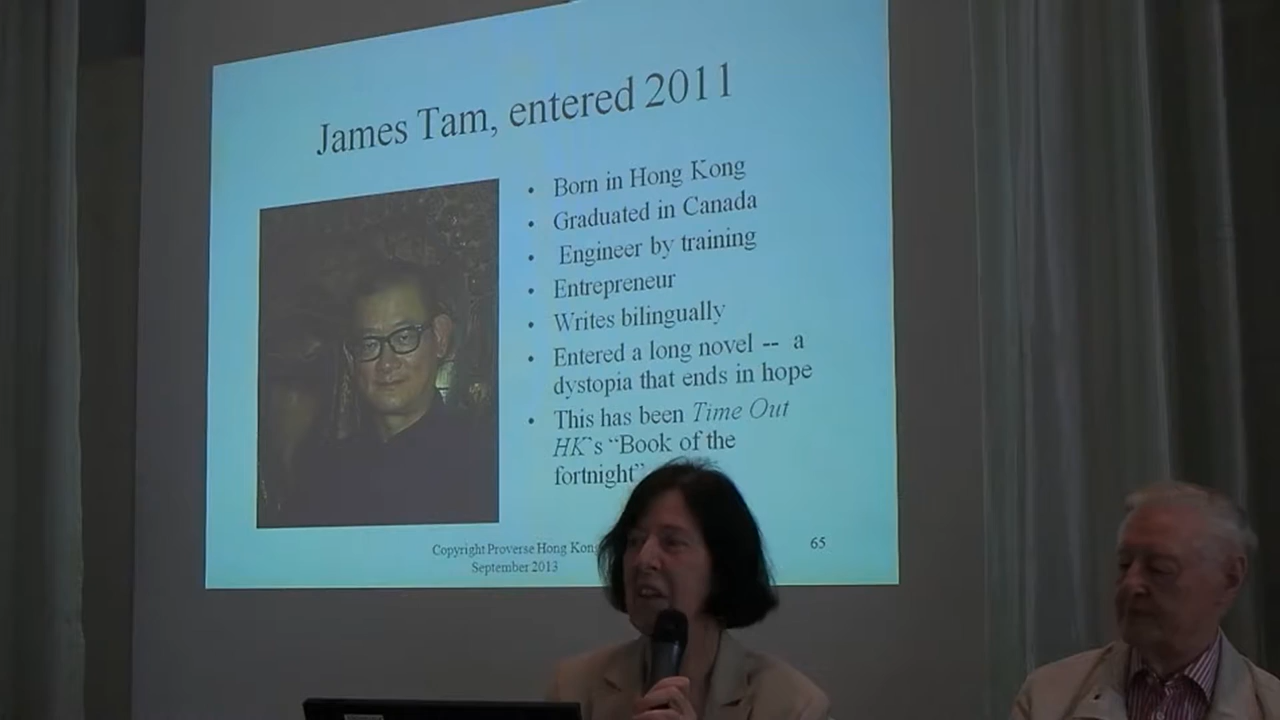 James Tam, entered 2011
• Born in Hong Kong
• Graduated in Canada
• Engineer by training
• Entrepreneur
• Writes bilingually
• Entered a long novel -- a
dystopia that ends in hope
• This has been Time Out
HK`s “Book of the
fortnight”
Copyright Proverse Hong Kong
September 2013
65